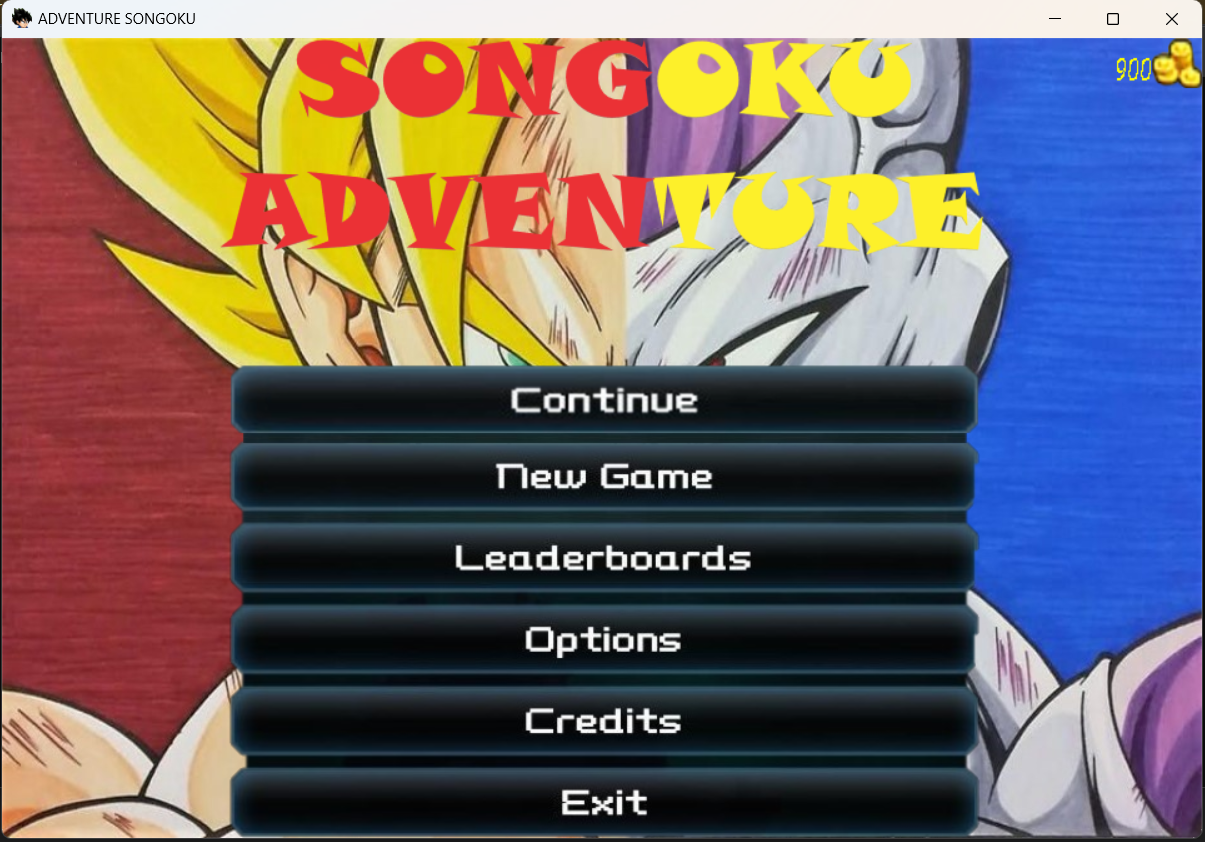 ADVENTURE SONGOKU
SONGOKU
900
ADVENTURE
Continue
New Game
Leaderboards
Options
Credits
Exit